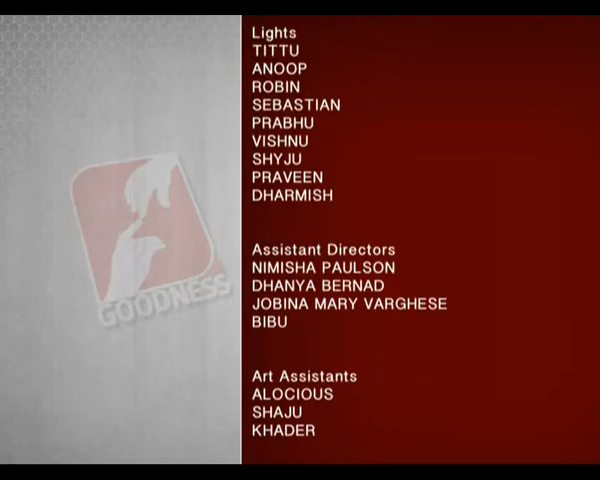 Lights
TITTU
ANOOP
ROBIN
SEBASTIAN
PRABHU
VISHNU
SHYJU
PRAVEEN
DHARMISH
Assistant Directors
NIMISHA PAULSON
DHANYA BERNAD
JOBINA MARY VARGHESE
BIBU
Art Assistants
ALOCIOUS
SHAJU
KHADER
GOODNESS